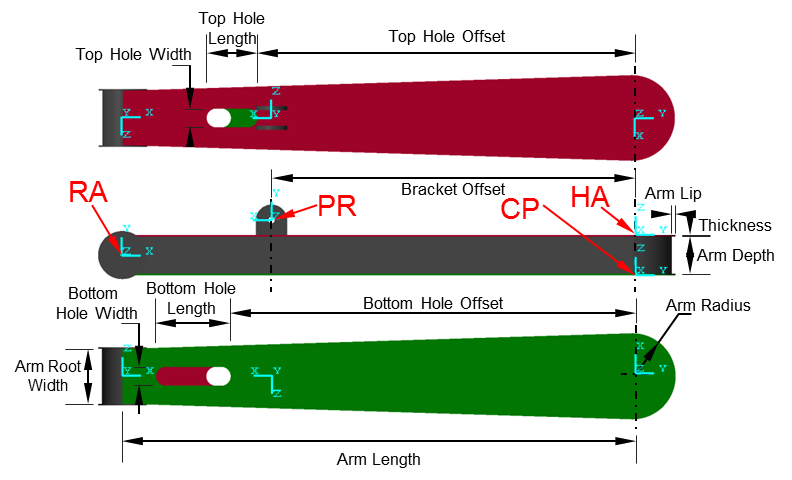 Top Hole
Length
Top Hole Width
Top Hole Offset
Z
Y
X
Y
X
Z
X
Y
Z
Y
X
Bracket Offset
RA
PR
CP
HA
Arm Lip
Thickness
Arm Depth
Y
Z
X
Y
X
Z
Z
X
Y
Z
X
Y
Bottom
Hole Width
Bottom Hole
Length
Bottom Hole Offset
Arm Radius
Arm Root
Width
Z
Y
X
X
Y
Z
X
Y
Z
Arm Length